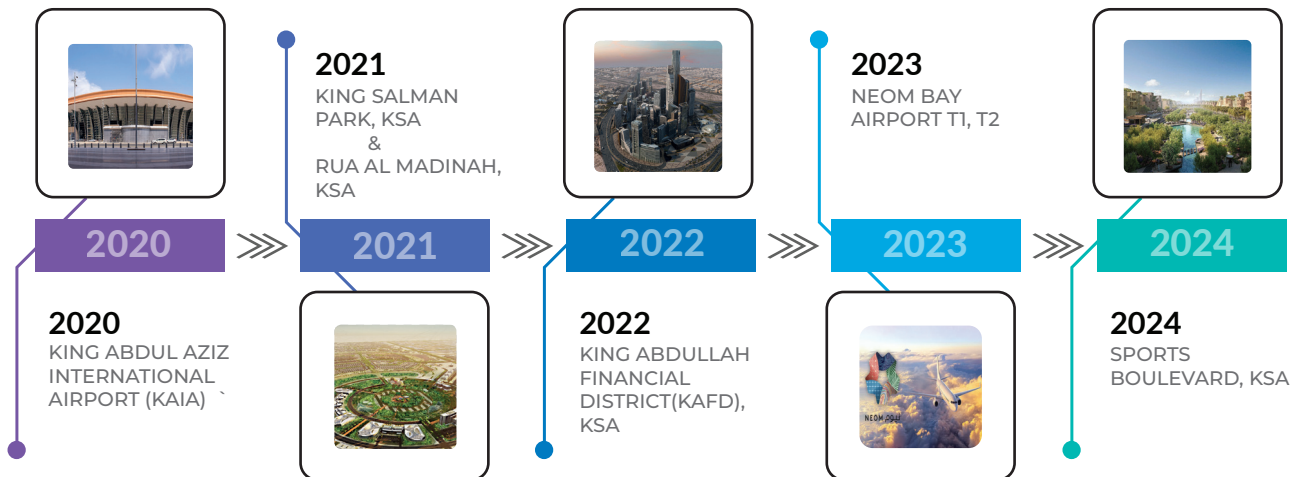 2020
2020
KING ABDUL AZIZ
INTERNATIONAL
AIRPORT (KAIA) `
2021
KING SALMAN
PARK, KSA
&
RUA AL MADINAH,
KSA
2021
2022
2022
KING ABDULLAH
FINANCIAL
DISTRICT(KAFD),
KSA
2023
NEOM BAY
AIRPORT T1, T2
2023
NEOM
2024
2024
SPORTS
BOULEVARD, KSA